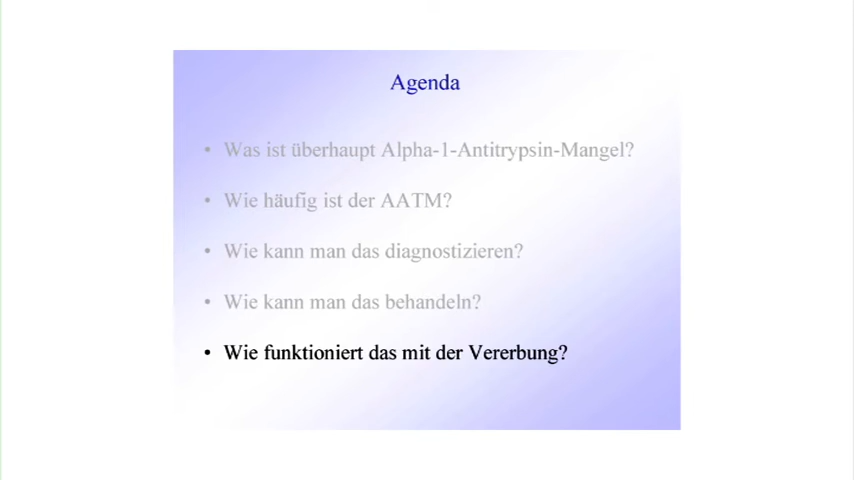 Agenda
• Was ist überhaupt Alpha-1-Antitrypsin-Mangel?
• Wie häufig ist der AATM?
• Wie kann man das diagnostizieren?
• Wie kann man das behandeln?
• Wie funktioniert das mit der Vererbung?